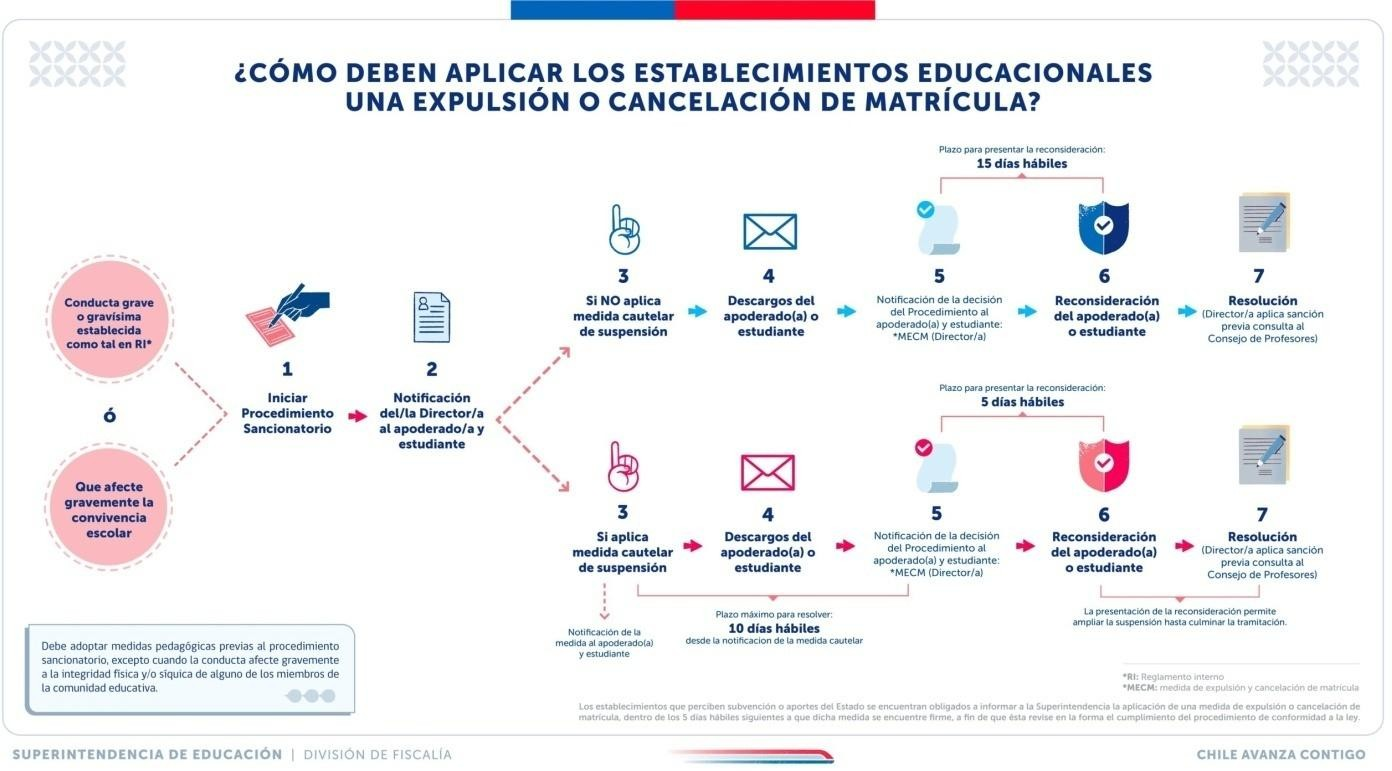 ¿CÓMO DEBEN APLICAR LOS ESTABLECIMIENTOS EDUCACIONALES
UNA EXPULSIÓN O CANCELACIÓN DE MATRÍCULA?
Conducta grave
o gravísima
establecida
como tal en RI*
ó
Que afecte
gravemente la
convivencia
escolar
1
Iniciar
Procedimiento
Sancionatorio
2
Notificación
del/la Director/a
al apoderado/a y
estudiante
3
Si NO aplica
medida cautelar
de suspensión
4
Descargos del
apoderado(a) o
estudiante
5
Notificación de la decisión
del Procedimiento al
apoderado(a) y estudiante:
*MECM (Director/a)
Plazo para presentar la reconsideración:
15 días hábiles
6
Reconsideración
del apoderado(a)
o estudiante
7
Resolución
(Director/a aplica sanción
previa consulta al
Consejo de Profesores)
3
Si aplica
medida cautelar
de suspensión
Notificación de la
medida al apoderado(a)
y estudiante
4
Descargos del
apoderado(a) o
estudiante
Plazo máximo para resolver:
10 días hábiles
desde la notificacion de la medida cautelar
5
Notificación de la decisión
del Procedimiento al
apoderado(a) y estudiante:
*MECM (Director/a)
Plazo para presentar la reconsideración:
5 días hábiles
6
Reconsideración
del apoderado(a)
o estudiante
7
Resolución
(Director/a aplica sanción
previa consulta al
Consejo de Profesores)
La presentación de la reconsideración permite
ampliar la suspensión hasta culminar la tramitación.
Debe adoptar medidas pedagógicas previas al procedimiento
sancionatorio, excepto cuando la conducta afecte gravemente
a la integridad física y/o síquica de alguno de los miembros de
la comunidad educativa.
*RI: Reglamento interno
*MECM: medida de expulsión y cancelación de matrícula
Los establecimientos que perciben subvención o aportes del Estado se encuentran obligados a informar a la Superintendencia la aplicación de una medida de expulsión o cancelación de
matrícula, dentro de los 5 días hábiles siguientes a que dicha medida se encuentre firme, a fin de que ésta revise en la forma el cumplimiento del procedimiento de conformidad a la ley.
SUPERINTENDENCIA DE EDUCACIÓN | DIVISIÓN DE FISCALÍA
CHILE AVANZA CONTIGO